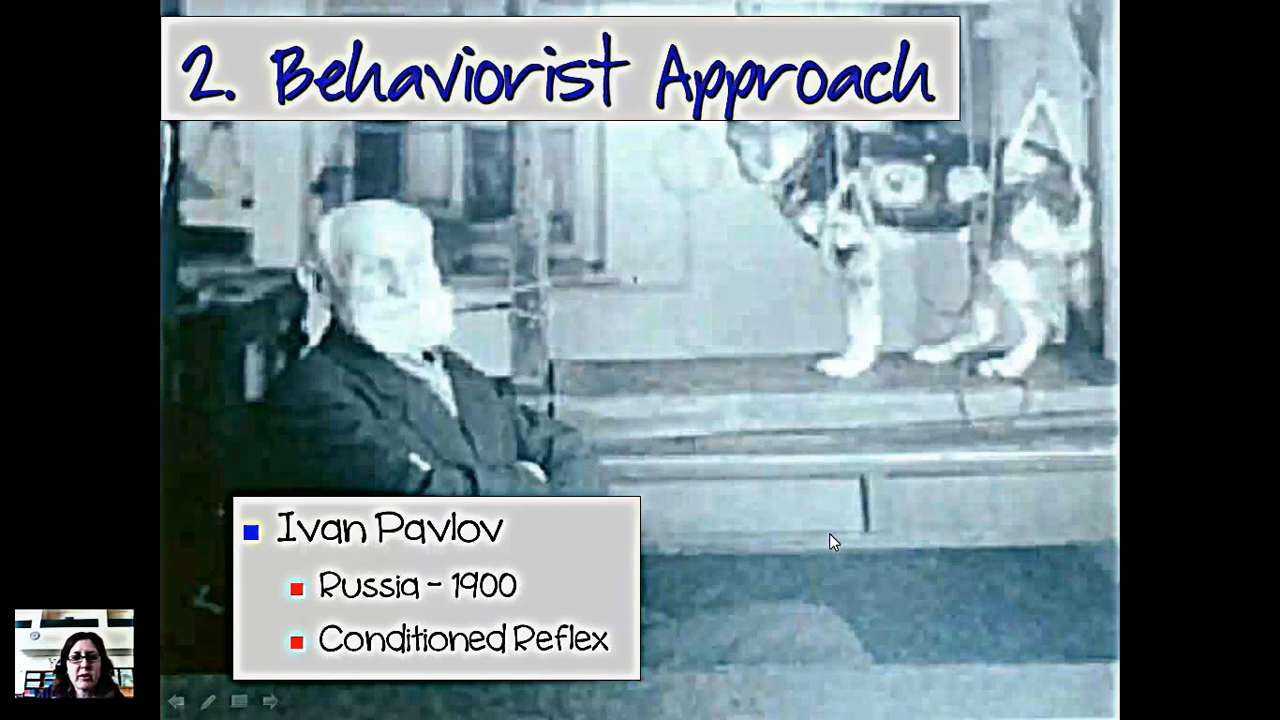 2. Behaviorist Approach
Ivan Pavlov
Russia - 1900
Conditioned Reflex